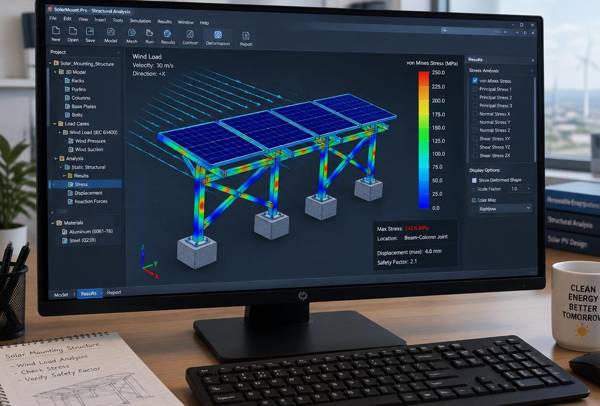 SolarMount Pro - Structural Analysis
File Edit View Insert Tools Simulation Results Window Help
New Open Save Model Mesh Run Results Contour Deformation Report
Project
Solar_Mounting_Structure
3D Model
Racks
Purlins
Columns
Base Plates
Bolts
Load Cases
Wind Load (IEC 61400)
Wind Pressure
Wind Suction
Analysis
Static_Structural
Results
Stress
Displacement
Reaction Forces
Materials
Aluminum (6061-T6)
Steel (Q235)
Model Results Report
Wind Load
Velocity: 30 m/s
Direction: +X
von Mises Stress (MPa)
250.0
225.0
200.0
175.0
150.0
125.0
100.0
75.0
50.0
25.0
0.0
Max Stress:
Location: Beam-Column Joint
Displacement (max): 4.8 mm
Safety Factor: 2.1
Results
Stress Analysis
von Mises Stress
Principal Stress 1
Principal Stress 2
Principal Stress 3
Normal Stress X
Normal Stress Y
Normal Stress Z
Shear Stress XY
Shear Stress YZ
Shear Stress ZX
Display Options
Show Deformed Shape
Scale Factor 1.0
Color Map
Rainbow
hp
Renewable Energy
Structural Analysis
Solar PV Design
CLEAN
ENERGY
BETTER
TOMORROW
Solar Mounting Structure
- Wind Load Analysis
- Check Stress
- Verify Safety Factor